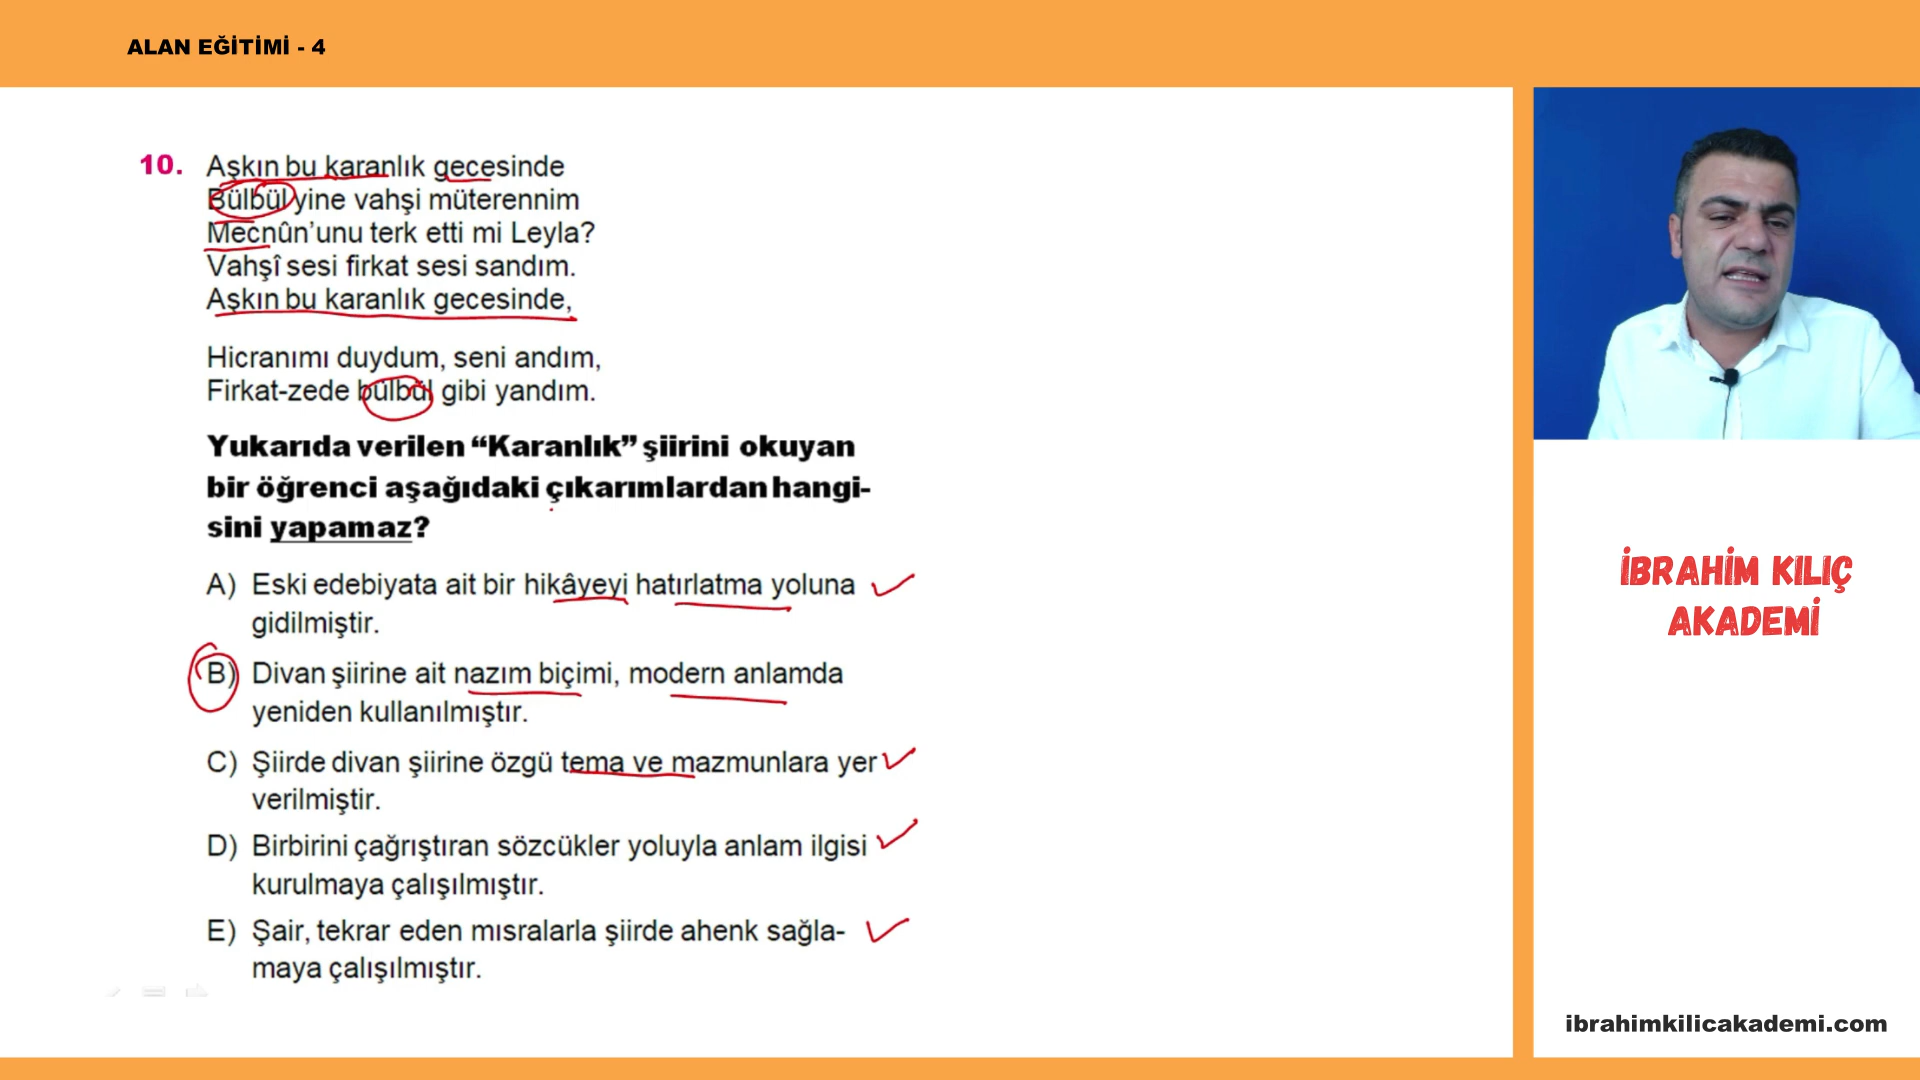 ALAN EĞİTİMİ - 4
10. Aşkın bu karanlık gecesinde
Bülbül yine vahşi müterennim
Mecnûn’unu terk etti mi Leyla?
Vahşî sesi firkat sesi sandım.
Aşkın bu karanlık gecesinde,
Hicranımı duydum, seni andım,
Firkat-zede bülbül gibi yandım.
Yukarıda verilen “Karanlık” şiirini okuyan
bir öğrenci aşağıdaki çıkarımlardan hangi-
sini yapamaz?
A) Eski edebiyata ait bir hikâyeyi hatırlatma yoluna
gidilmiştir.
B) Divan şiirine ait nazım biçimi, modern anlamda
yeniden kullanılmıştır.
C) Şiirde divan şiirine özgü tema ve mazmunlara yer
verilmiştir.
D) Birbirini çağrıştıran sözcükler yoluyla anlam ilgisi
kurulmaya çalışılmıştır.
E) Şair, tekrar eden mısralarla şiirde ahenk sağla-
maya çalışılmıştır.
İBRAHİM KILIÇ
AKADEMİ
ibrahimkilicakademi.com